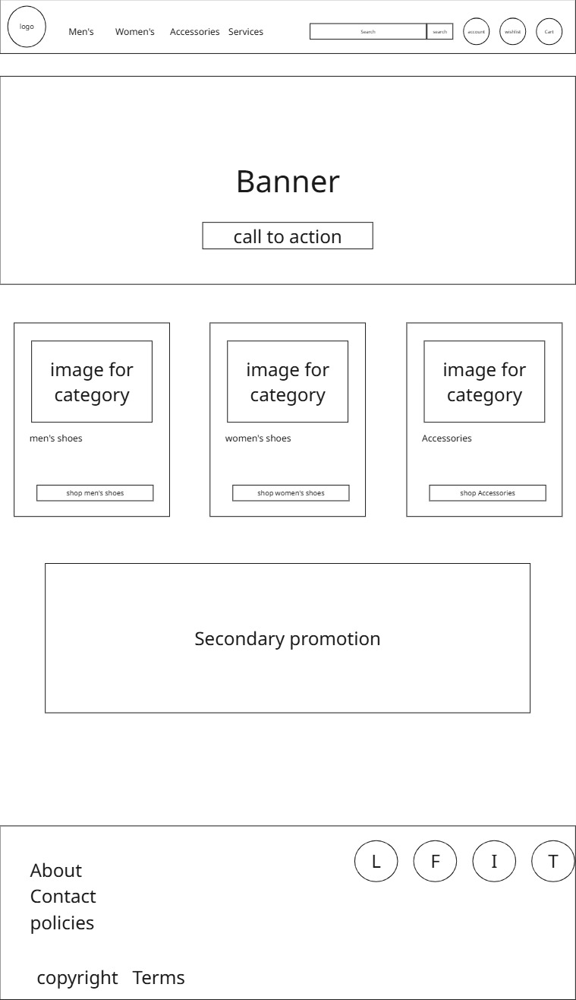 logo
Men's Women's Accessories Services Search search account wishlist Cart
Banner
call to action
image for
category
men's shoes
shop men's shoes
image for
category
women's shoes
shop women's shoes
image for
category
Accessories
shop Accessories
Secondary promotion
L F I T
About
Contact
policies
copyright Terms